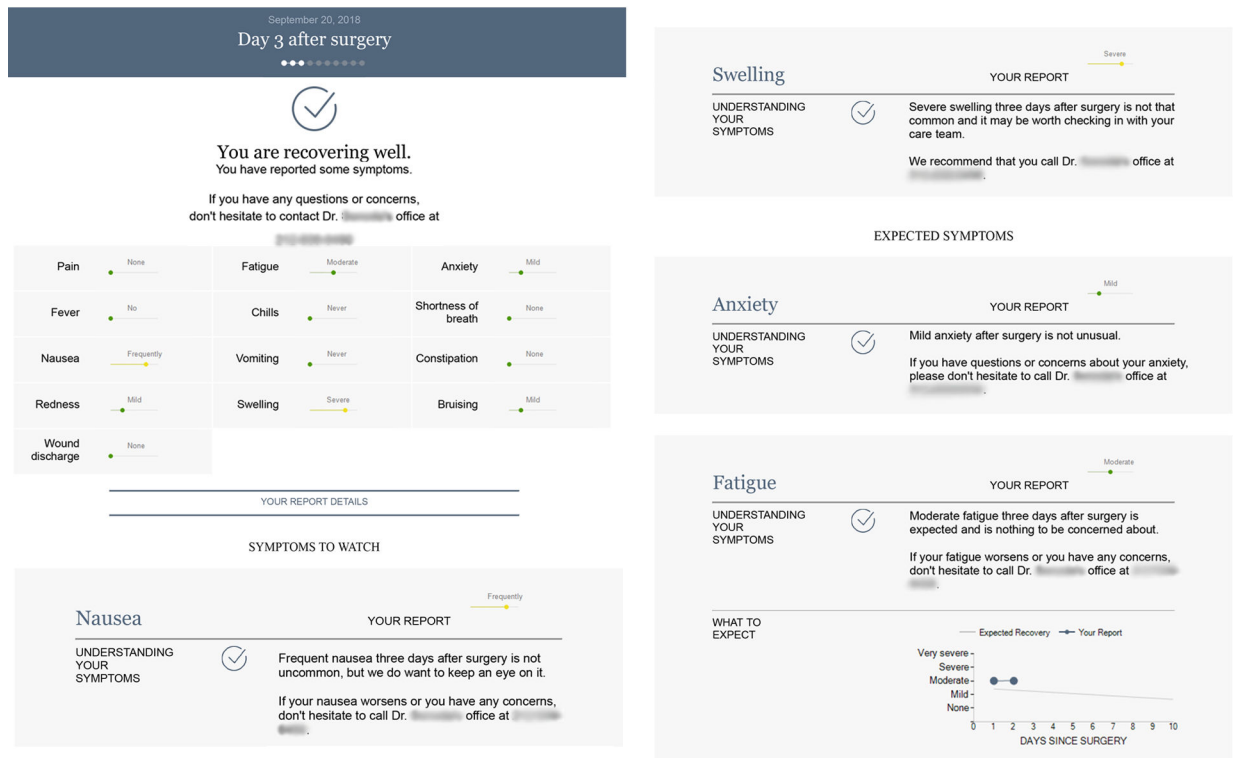 September 20, 2018
Day 3 after surgery
You are recovering well.
You have reported some symptoms.
If you have any questions or concerns,
don't hesitate to contact Dr. office at
Pain None
Fatigue Moderate
Anxiety Mild
Fever No
Chills Never
Shortness of
breath None
Nausea Frequently
Vomiting Never
Constipation None
Redness Mild
Swelling Severe
Bruising Mild
Wound
discharge None
YOUR REPORT DETAILS
SYMPTOMS TO WATCH
Nausea
YOUR REPORT
Frequently
UNDERSTANDING
YOUR
SYMPTOMS
Frequent nausea three days after surgery is not
uncommon, but we do want to keep an eye on it.
If your nausea worsens or you have any concerns,
don't hesitate to call Dr. office at
.
Swelling
YOUR REPORT
Severe
UNDERSTANDING
YOUR
SYMPTOMS
Severe swelling three days after surgery is not that
common and it may be worth checking in with your
care team.
We recommend that you call Dr. office at
.
EXPECTED SYMPTOMS
Anxiety
YOUR REPORT
Mild
UNDERSTANDING
YOUR
SYMPTOMS
Mild anxiety after surgery is not unusual.
If you have questions or concerns about your anxiety,
please don't hesitate to call Dr. office at
.
Fatigue
YOUR REPORT
Moderate
UNDERSTANDING
YOUR
SYMPTOMS
Moderate fatigue three days after surgery is
expected and is nothing to be concerned about.
If your fatigue worsens or you have any concerns,
don't hesitate to call Dr. office at
.
WHAT TO
EXPECT
Expected Recovery Your Report
Very severe
Severe
Moderate
Mild
None
0 1 2 3 4 5 6 7 8 9 10
DAYS SINCE SURGERY